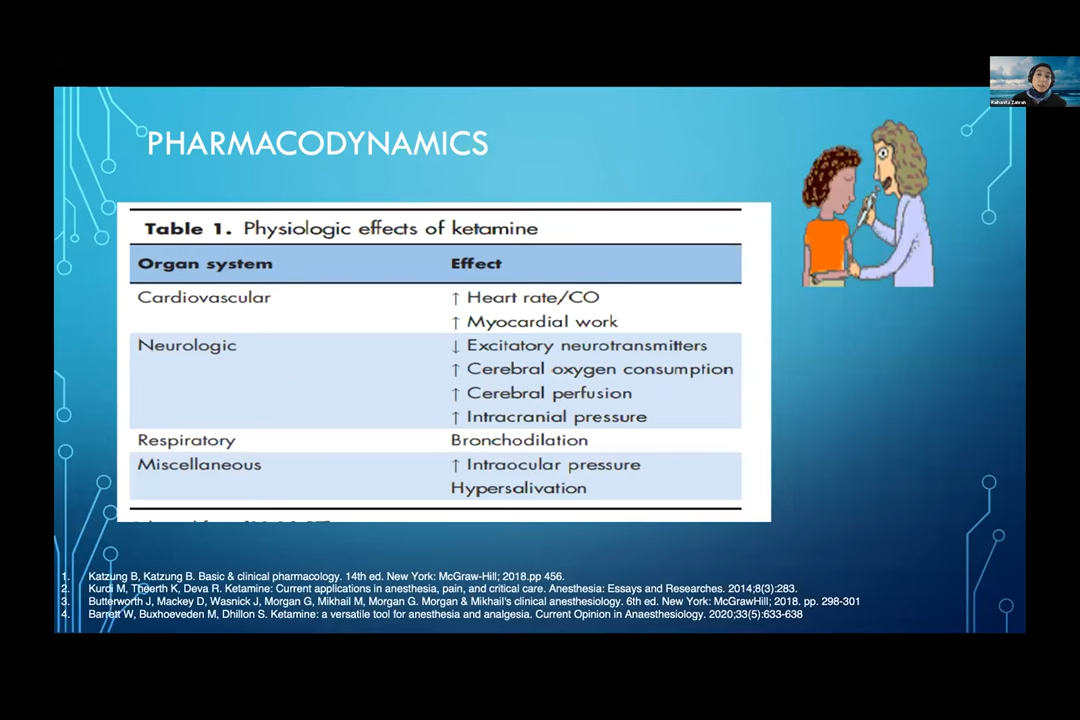 Raihanita Zahrah
PHARMACODYNAMICS
Table 1. Physiologic effects of ketamine
Organ system Effect
Cardiovascular ↑ Heart rate/CO
↑ Myocardial work
Neurologic ↓ Excitatory neurotransmitters
↑ Cerebral oxygen consumption
↑ Cerebral perfusion
↑ Intracranial pressure
Respiratory Bronchodilation
Miscellaneous ↑ Intraocular pressure
Hypersalivation
1. Katzung B, Katzung B. Basic & clinical pharmacology. 14th ed. New York: McGraw-Hill; 2018.pp 456.
2. Kurdi M, Theerth K, Deva R. Ketamine: Current applications in anesthesia, pain, and critical care. Anesthesia: Essays and Researches. 2014;8(3):283.
3. Butterworth J, Mackey D, Wasnick J, Morgan G, Mikhail M, Morgan G. Morgan & Mikhail's clinical anesthesiology. 6th ed. New York: McGrawHill; 2018. pp. 298-301
4. Barrett W, Buxhoeveden M, Dhillon S. Ketamine: a versatile tool for anesthesia and analgesia. Current Opinion in Anaesthesiology. 2020;33(5):633-638